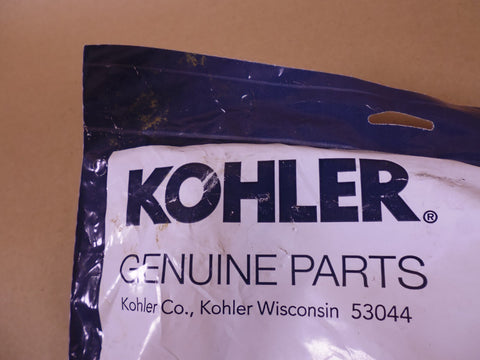 KOHLER®
GENUINE PARTS
Kohler Co., Kohler Wisconsin 53044